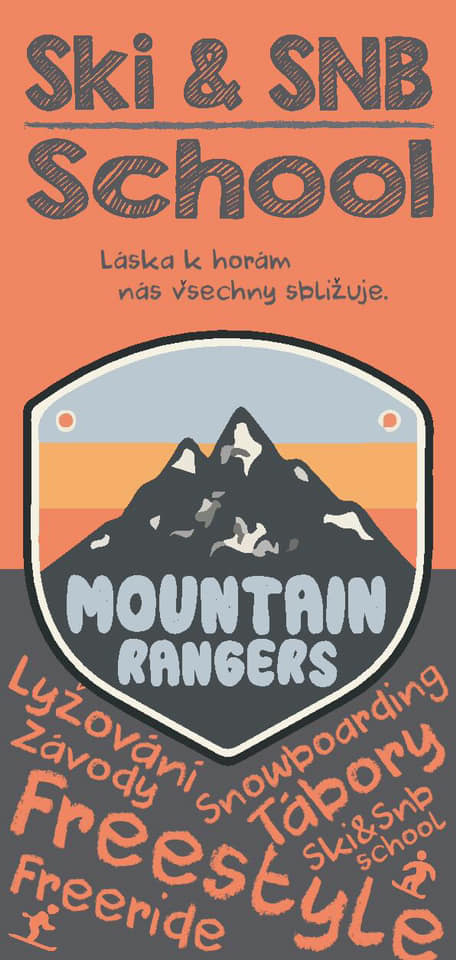 Ski & SNB
School
Láska k horám
nás všechny sbližuje.
MOUNTAIN
RANGERS
Lyžování
Závody
Snowboarding
Tábory
Freestyle
Ski&Snb
school
Freeride